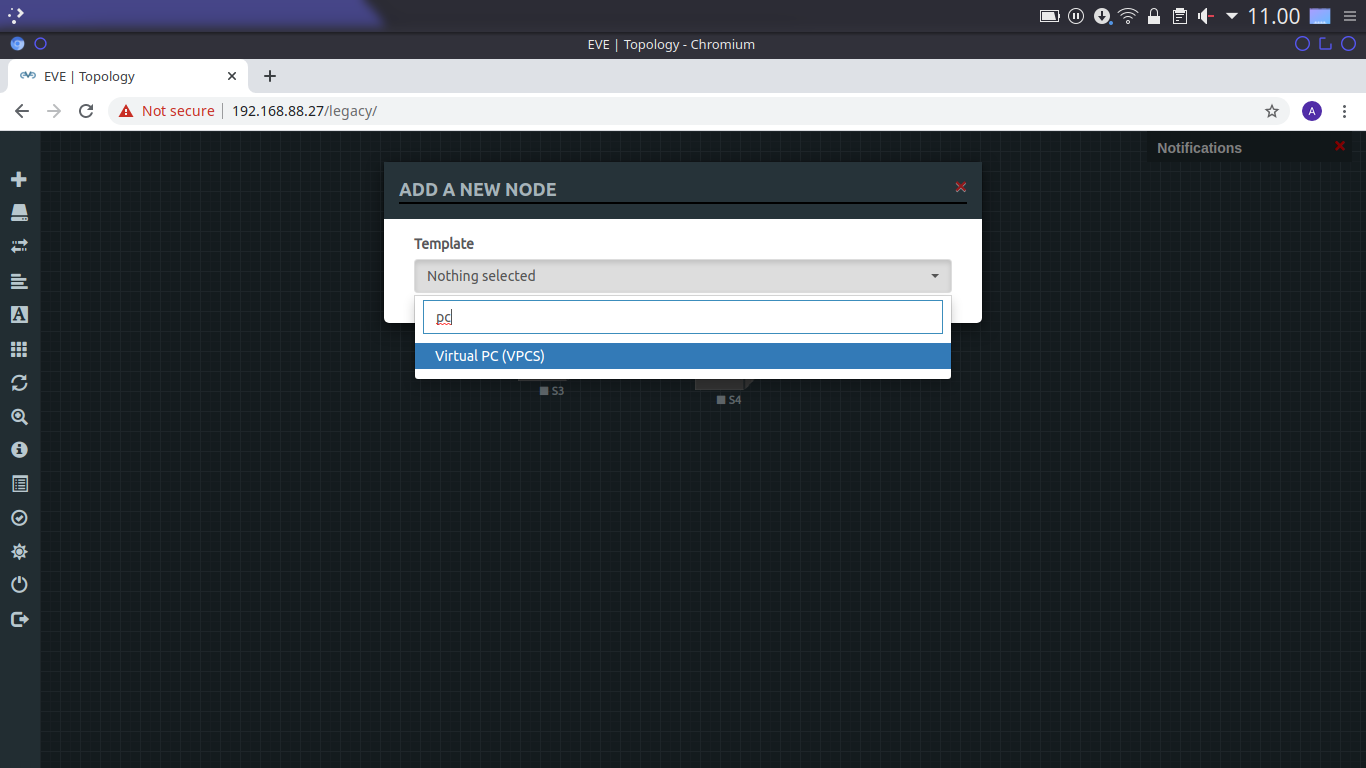 11.00
EVE | Topology - Chromium
EVE | Topology
Not secure 192.168.88.27/legacy/
A
Notifications
ADD A NEW NODE
Template
Nothing selected
pc
Virtual PC (VPCS)
S3
S4
A